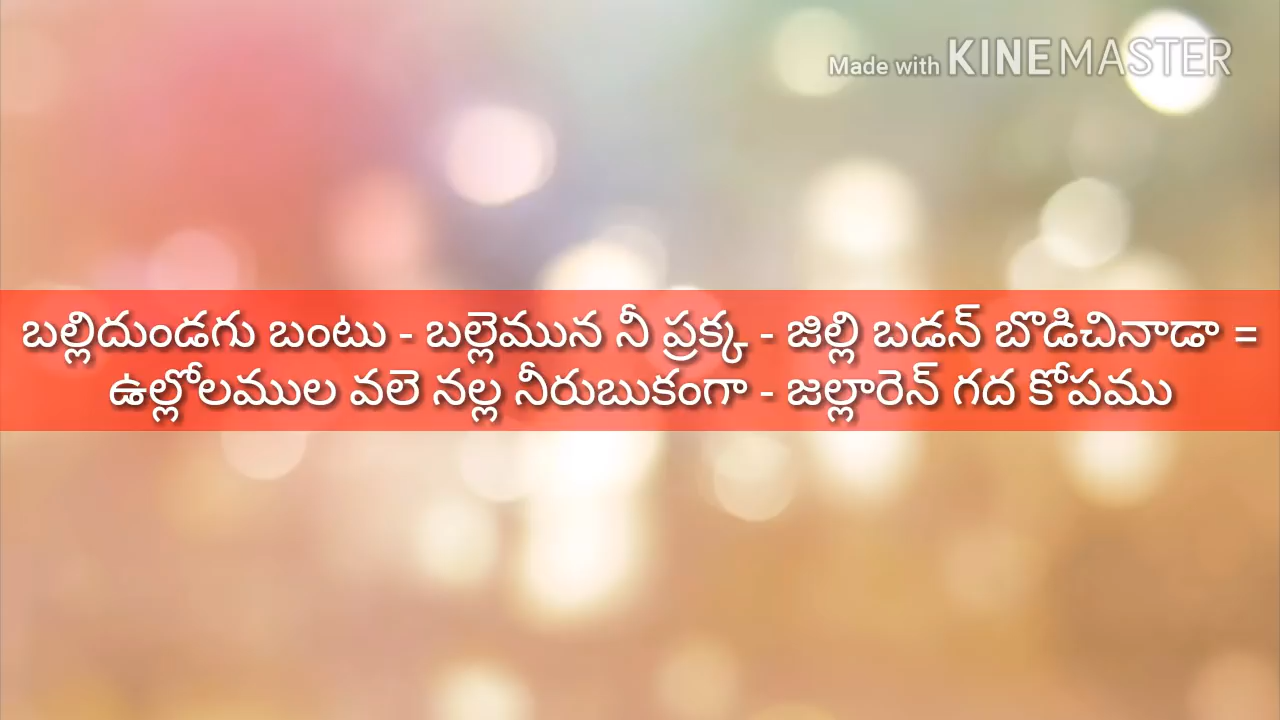 Made with KINEMASTER
బల్లిదుండగు బంటు - బల్లెమున నీ ప్రక్క - జిల్లి బడన్ బొడిచినాడా =
ఉల్లోలముల వలె నల్ల నీరుబుకంగా - జల్లారెన్ గద కోపము